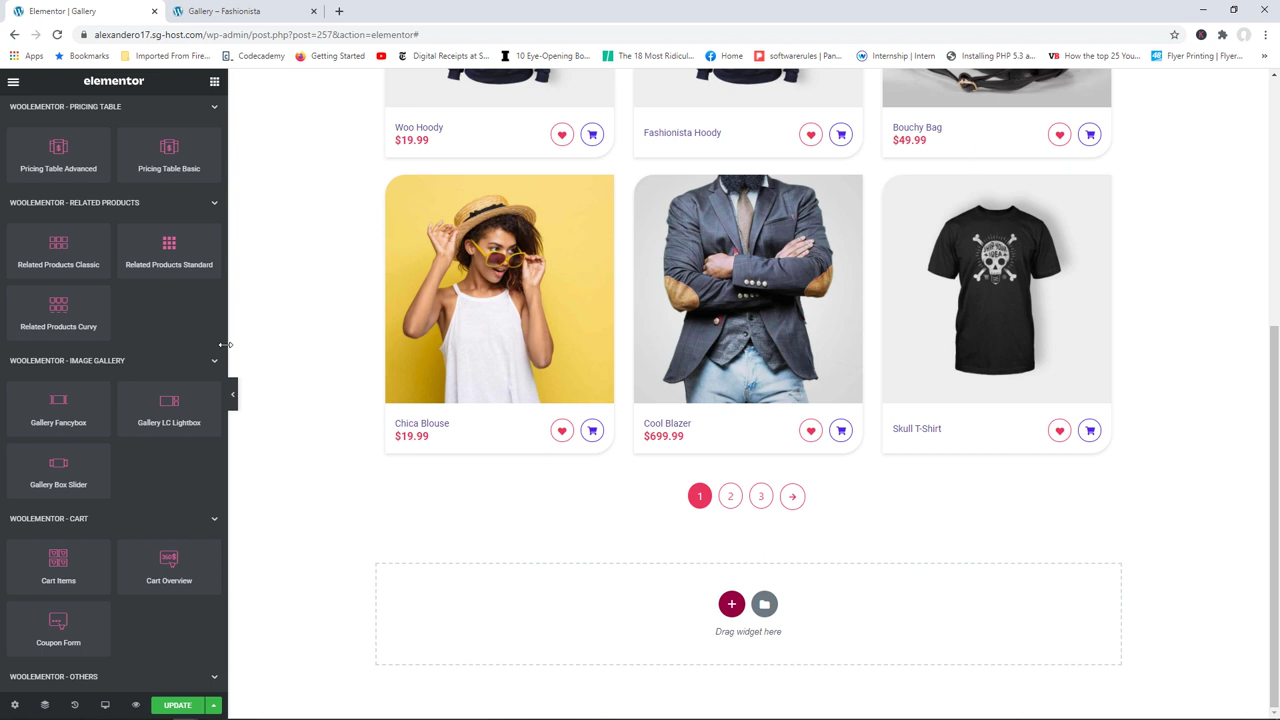 Elementor | Gallery
Gallery – Fashionista
alexandero17.sg-host.com/wp-admin/post.php?post=257&action=elementor#
Apps
Bookmarks
Imported From Fire...
Codecademy
Getting Started
Digital Receipts at S...
10 Eye-Opening Bo...
The 18 Most Ridicul...
Home
softwarerules | Pan...
Internship | Intern
Installing PHP 5.3 a...
How the top 25 You...
Flyer Printing | Flyer...
»
elementor
WOOLEMENTOR - PRICING TABLE
Pricing Table Advanced
Pricing Table Basic
WOOLEMENTOR - RELATED PRODUCTS
Related Products Classic
Related Products Standard
Related Products Curvy
WOOLEMENTOR - IMAGE GALLERY
Gallery Fancybox
Gallery LC Lightbox
Gallery Box Slider
WOOLEMENTOR - CART
Cart Items
Cart Overview
Coupon Form
WOOLEMENTOR - OTHERS
UPDATE
Woo Hoody
$19.99
Fashionista Hoody
Bouchy Bag
$49.99
Chica Blouse
$19.99
Cool Blazer
$699.99
Skull T-Shirt
1
2
3
Drag widget here